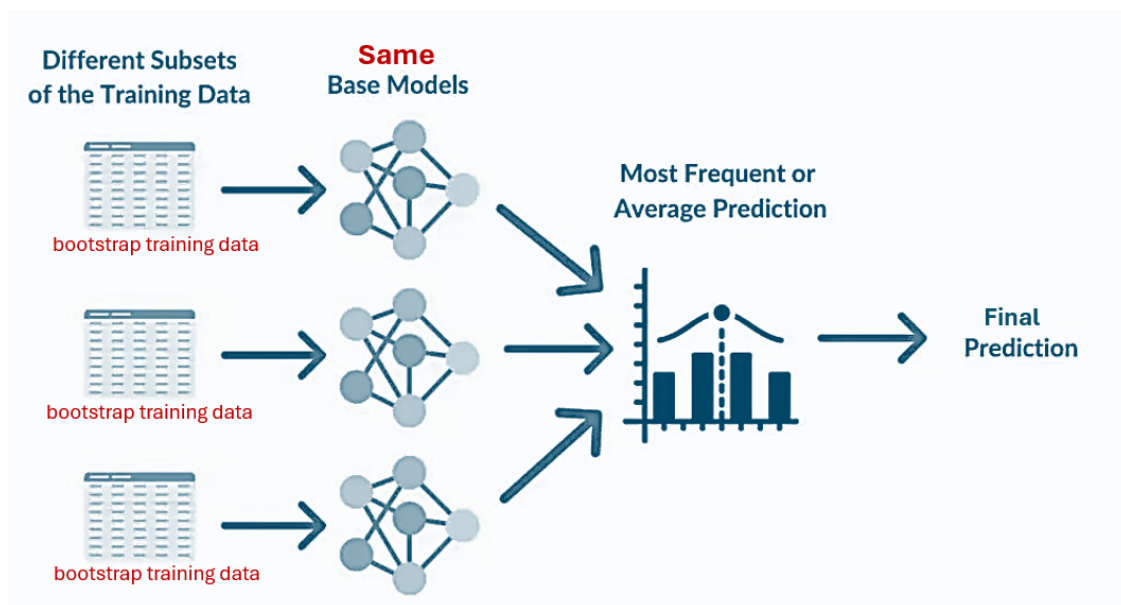 Different Subsets
of the Training Data
Same
Base Models
bootstrap training data
bootstrap training data
bootstrap training data
Most Frequent or
Average Prediction
Final
Prediction